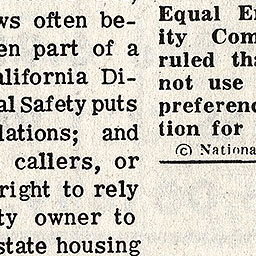 ws often be-
en part of a
alifornia Di-
al Safety puts
lations; and
callers, or
right to rely
ty owner to
state housing
Equal E
ity Com
ruled tha
not use
preferenc
tion for
© Nationa